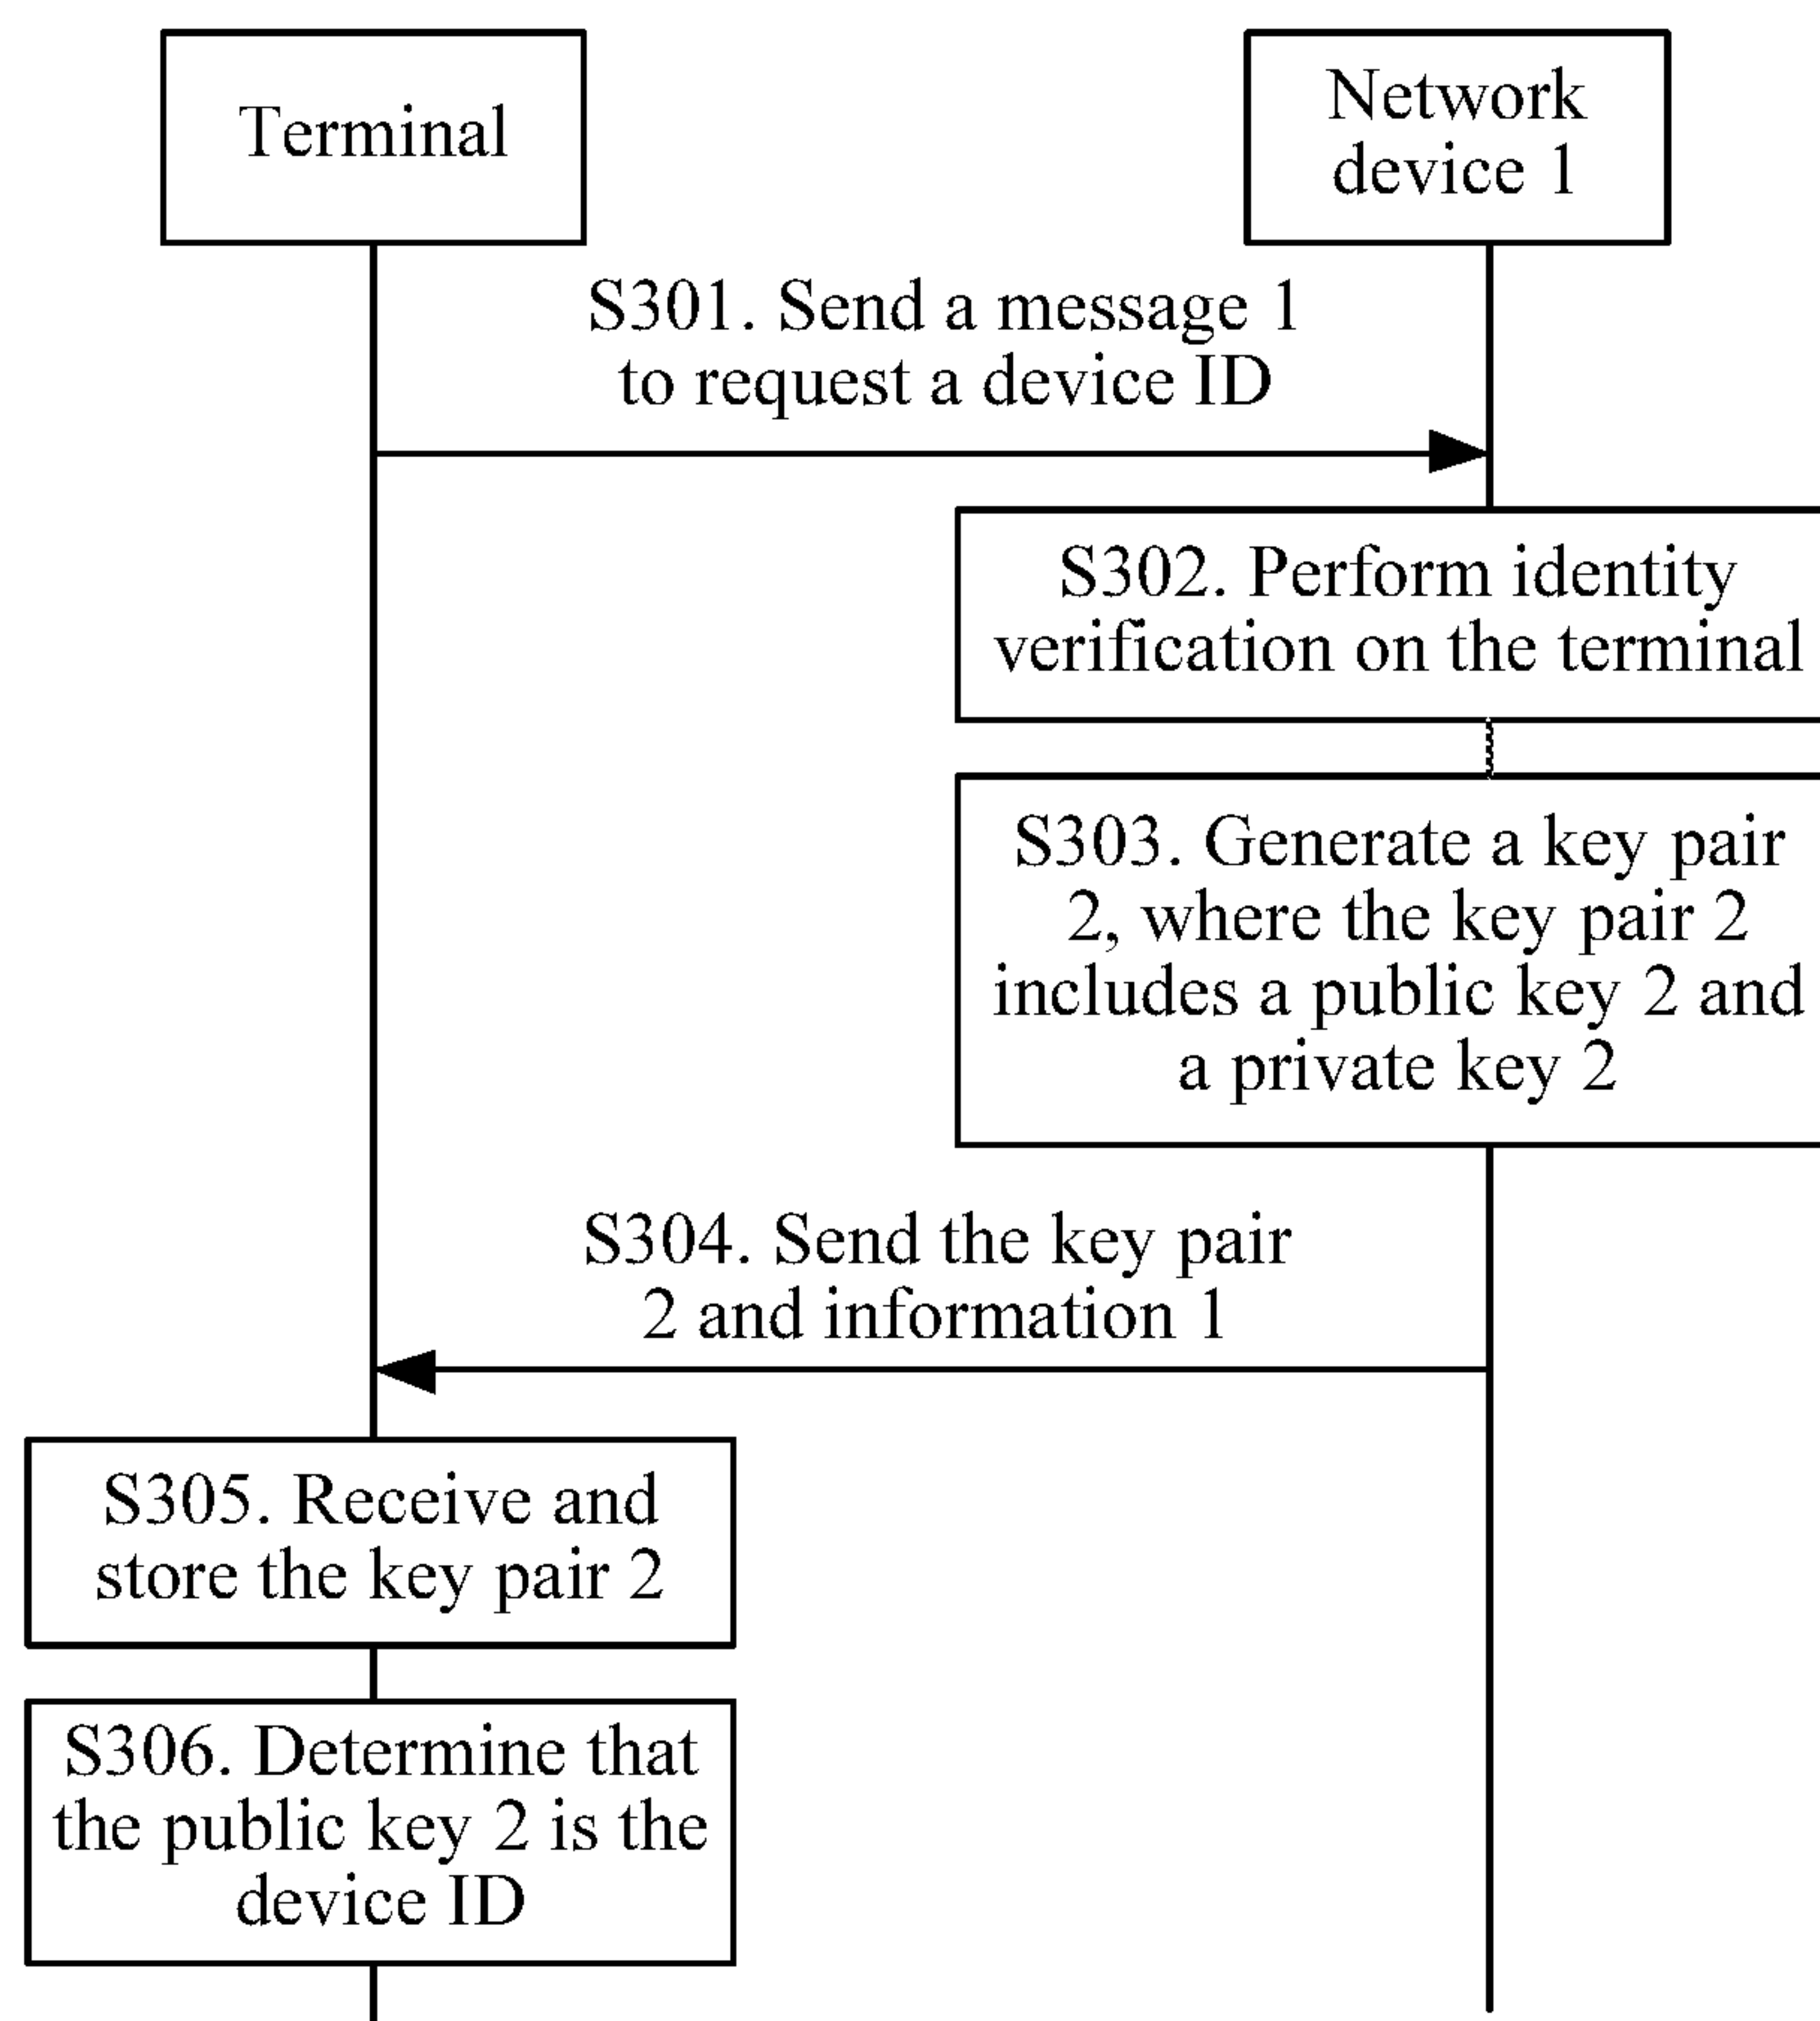 Terminal
Network
device 1
S301. Send a message 1
to request a device ID
S302. Perform identity
verification on the terminal
S303. Generate a key pair
2, where the key pair 2
includes a public key 2 and
a private key 2
S304. Send the key pair
2 and information 1
S305. Receive and
store the key pair 2
S306. Determine that
the public key 2 is the
device ID